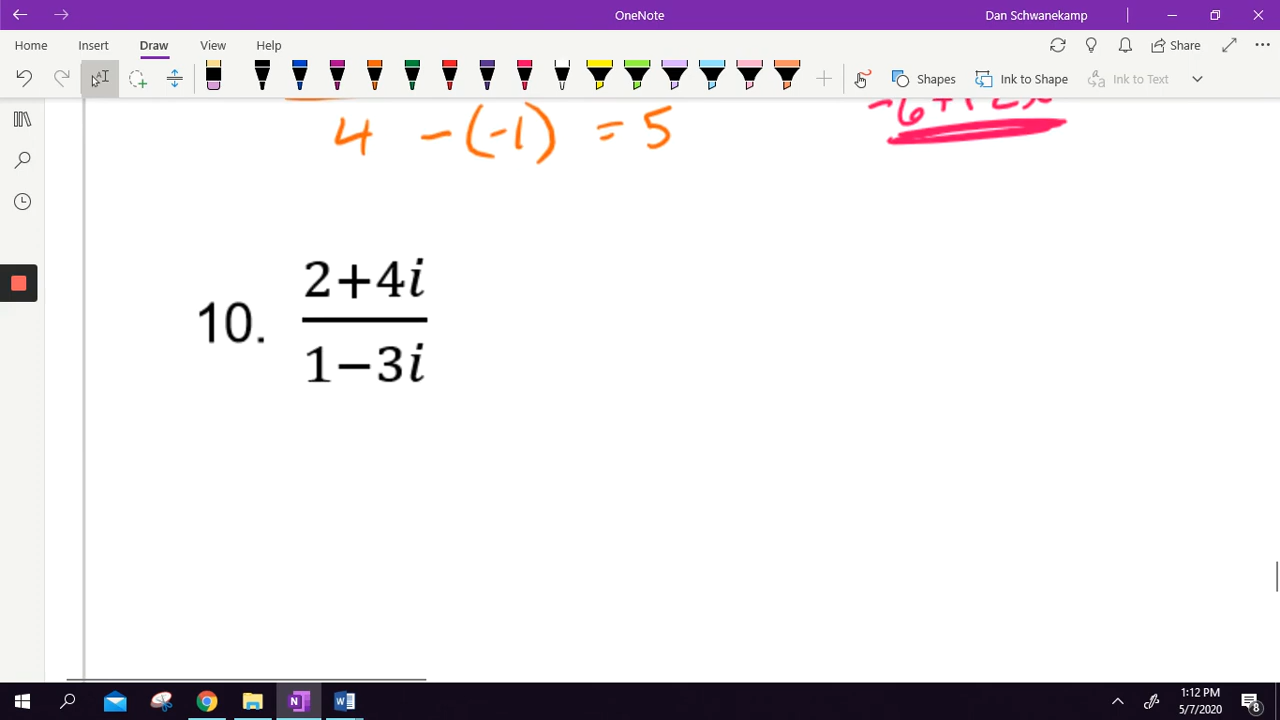 OneNote
Dan Schwanekamp
Home Insert Draw View Help
Share
Shapes Ink to Shape Ink to Text
4 -(-1) = 5
10. 2+4i
1−3i
1:12 PM
5/7/2020
8